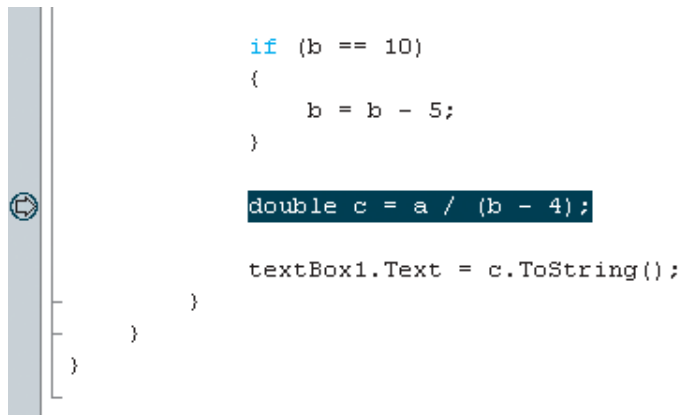 if (b == 10)
{
b = b - 5;
}
double c = a / (b - 4);
textBox1.Text = c.ToString();
}
}
}